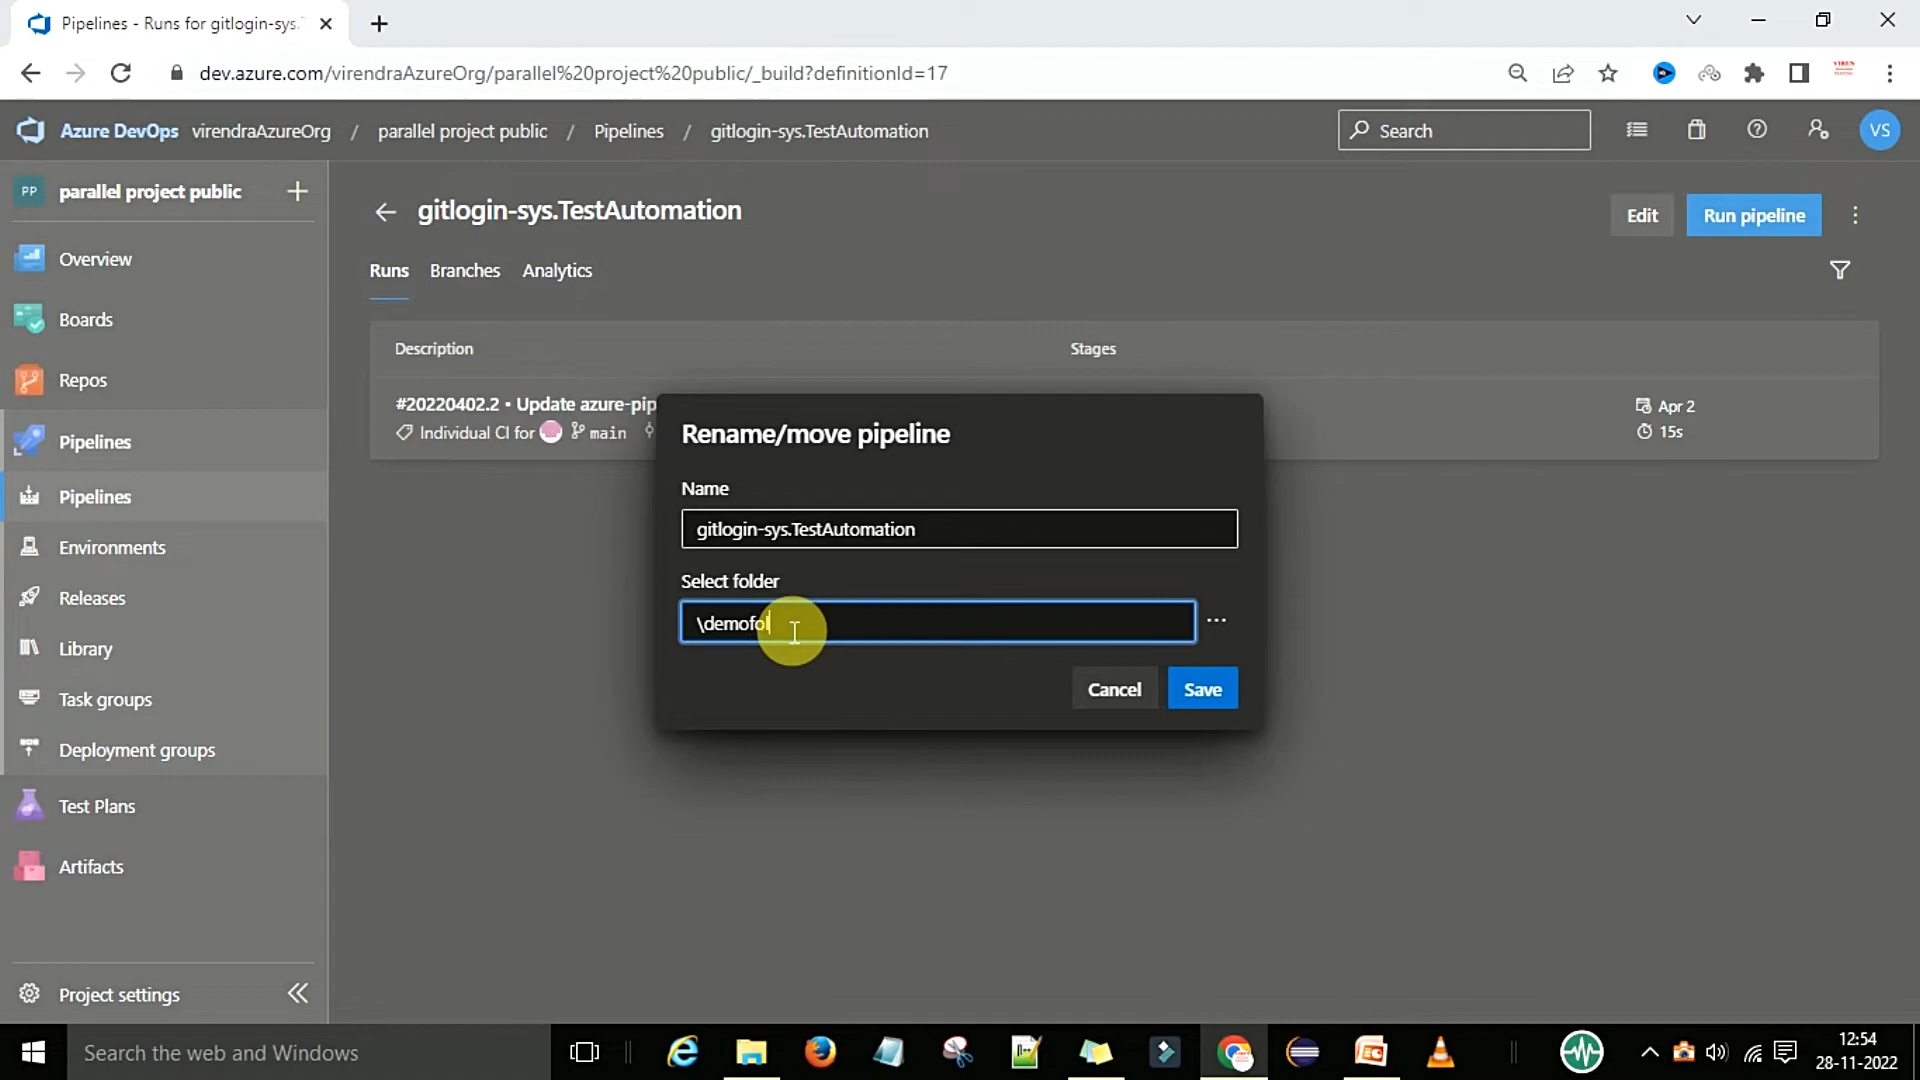 Pipelines - Runs for gitlogin-sys.
dev.azure.com/virendraAzureOrg/parallel%20project%20public/_build?definitionId=17
Azure DevOps virendraAzureOrg / parallel project public / Pipelines / gitlogin-sys.TestAutomation
Search
VS
PP parallel project public
Overview
Boards
Repos
Pipelines
Pipelines
Environments
Releases
Library
Task groups
Deployment groups
Test Plans
Artifacts
Project settings
gitlogin-sys.TestAutomation
Edit
Run pipeline
Runs Branches Analytics
Description Stages
#20220402.2 • Update azure-pip
Individual CI for main
Apr 2
15s
Rename/move pipeline
Name
gitlogin-sys.TestAutomation
Select folder
\demofol
Cancel
Save
Search the web and Windows
12:54
28-11-2022